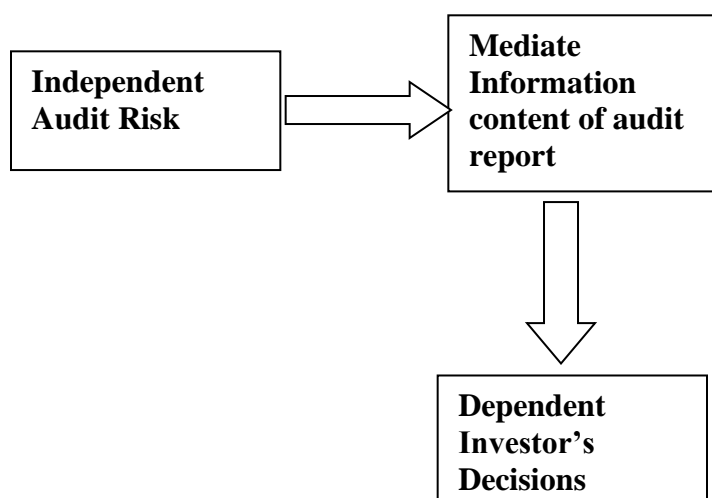 Independent
Audit Risk
Mediate
Information
content of audit
report
Dependent
Investor’s
Decisions